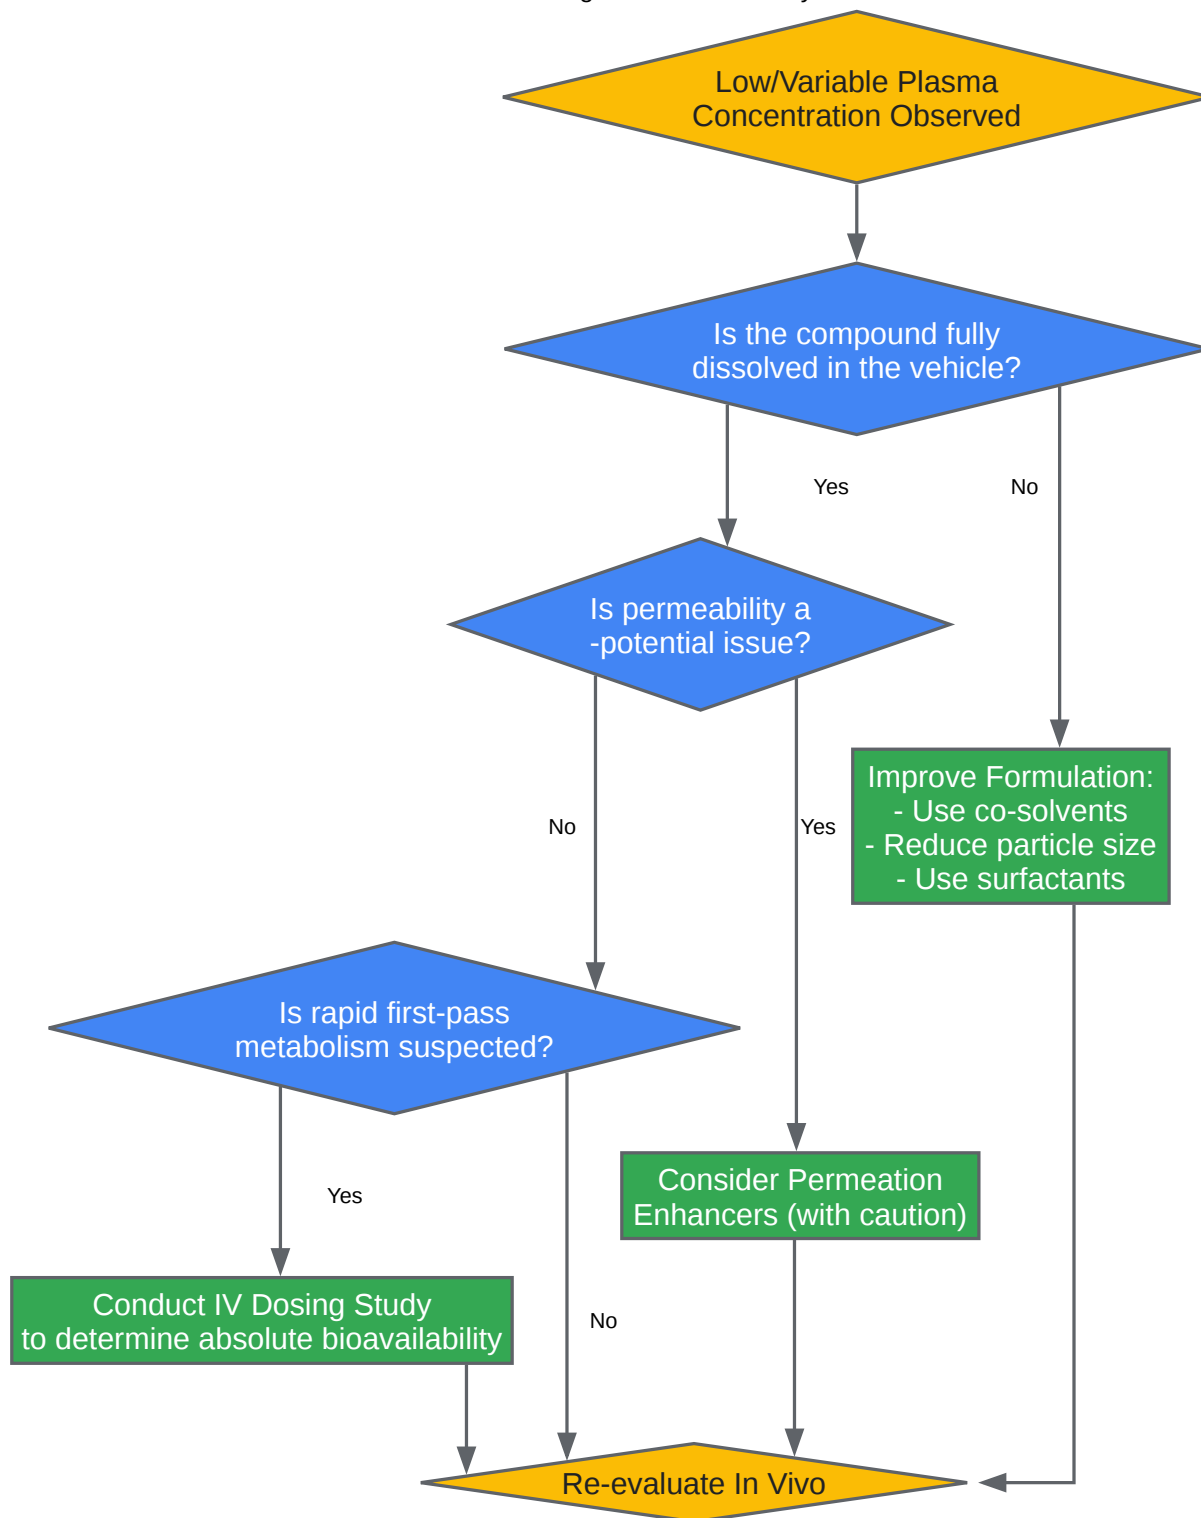 Low/Variable Plasma
Concentration Observed
Is the compound fully
dissolved in the vehicle?
Yes
No
Is permeability a
-potential issue?
Improve Formulation:
- Use co-solvents
- Reduce particle size
- Use surfactants
No
Yes
Is rapid first-pass
metabolism suspected?
Consider Permeation
Enhancers (with caution)
Yes
Conduct IV Dosing Study
to determine absolute bioavailability
No
Re-evaluate In Vivo